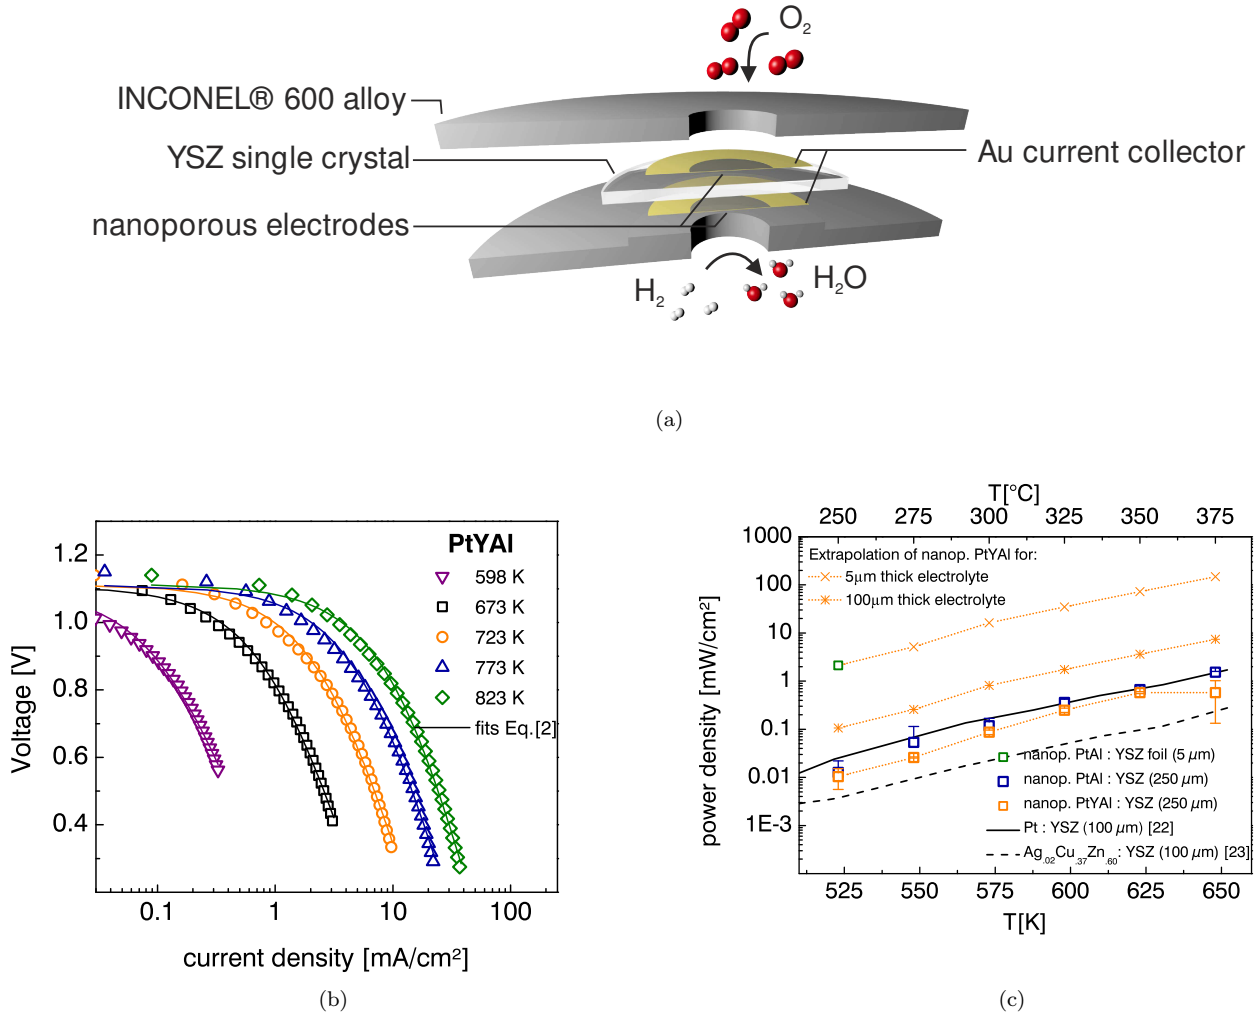 O2
INCONEL® 600 alloy
YSZ single crystal
Au current collector
nanoporous electrodes
H2
H2O
(a)
PtYAl
598 K
673 K
723 K
773 K
823 K
fits Eq.[2]
1.2
1.0
0.8
0.6
0.4
Voltage [V]
0.1 1 10 100
current density [mA/cm²]
(b)
T[°C]
250 275 300 325 350 375
1000
100
10
1
0.1
0.01
1E-3
power density [mW/cm²]
Extrapolation of nanop. PtYAl for:
5µm thick electrolyte
100µm thick electrolyte
nanop. PtAl : YSZ foil (5 µm)
nanop. PtAl : YSZ (250 µm)
nanop. PtYAl : YSZ (250 µm)
Pt : YSZ (100 µm) [22]
Ag.02Cu.37Zn.60: YSZ (100 µm) [23]
525 550 575 600 625 650
T[K]
(c)